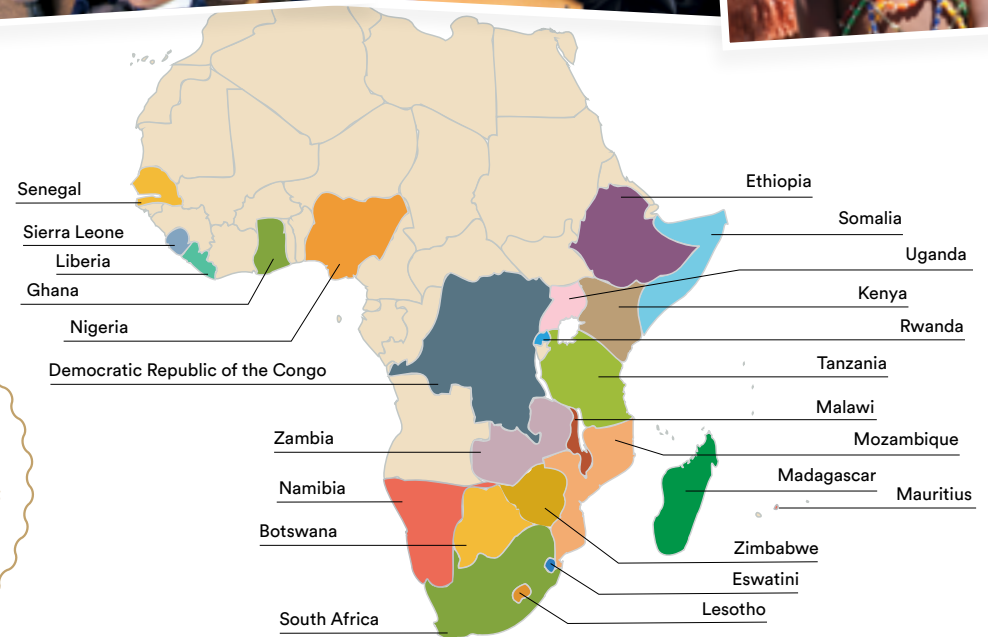 Senegal
Sierra Leone
Liberia
Ghana
Nigeria
Democratic Republic of the Congo
Zambia
Namibia
Botswana
South Africa
Ethiopia
Somalia
Uganda
Kenya
Rwanda
Tanzania
Malawi
Mozambique
Madagascar
Mauritius
Zimbabwe
Eswatini
Lesotho